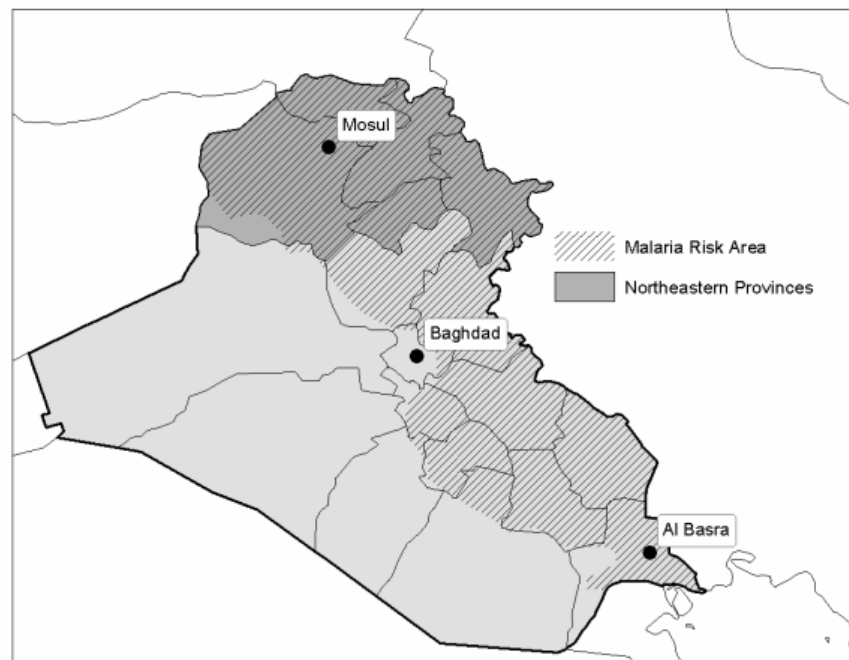 Mosul
Malaria Risk Area
Northeastern Provinces
Baghdad
Al Basra